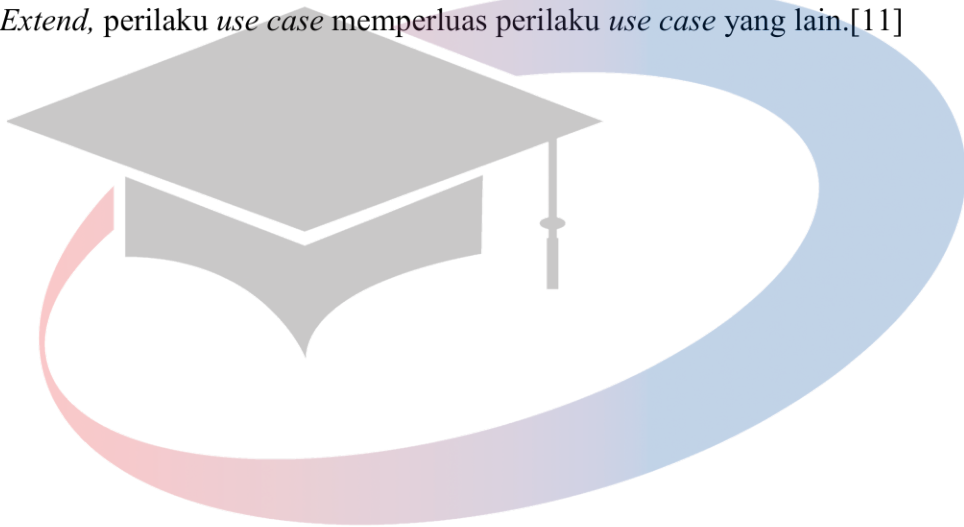 Extend, perilaku use case memperluas perilaku use case yang lain.[11]